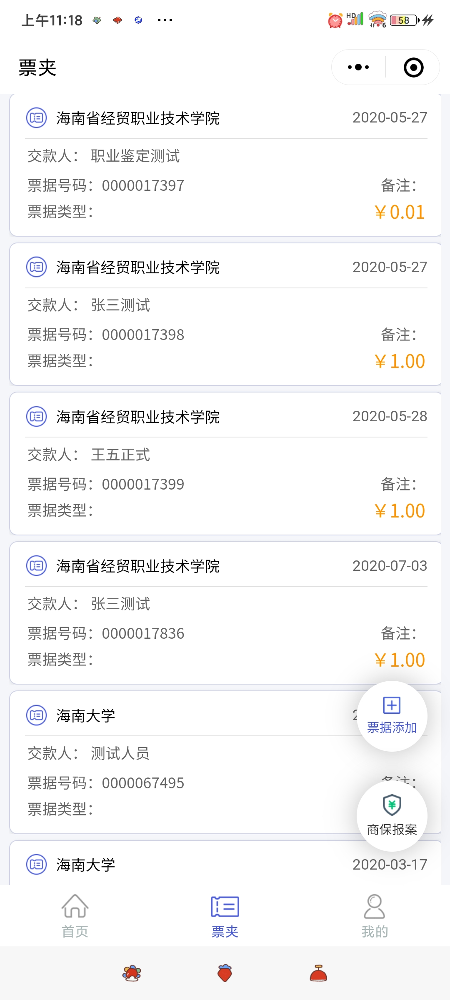 上午11:18
HD
6
58
票夹
海南省经贸职业技术学院 2020-05-27
交款人： 职业鉴定测试
票据号码：0000017397 备注：
票据类型： ￥0.01
海南省经贸职业技术学院 2020-05-27
交款人： 张三测试
票据号码：0000017398 备注：
票据类型： ￥1.00
海南省经贸职业技术学院 2020-05-28
交款人： 王五正式
票据号码：0000017399 备注：
票据类型： ￥1.00
海南省经贸职业技术学院 2020-07-03
交款人： 张三测试
票据号码：0000017836 备注：
票据类型： ￥1.00
海南大学
票据添加
交款人： 测试人员
票据号码：0000067495 备注：
票据类型：
商保报案
海南大学 2020-03-17
首页 票夹 我的